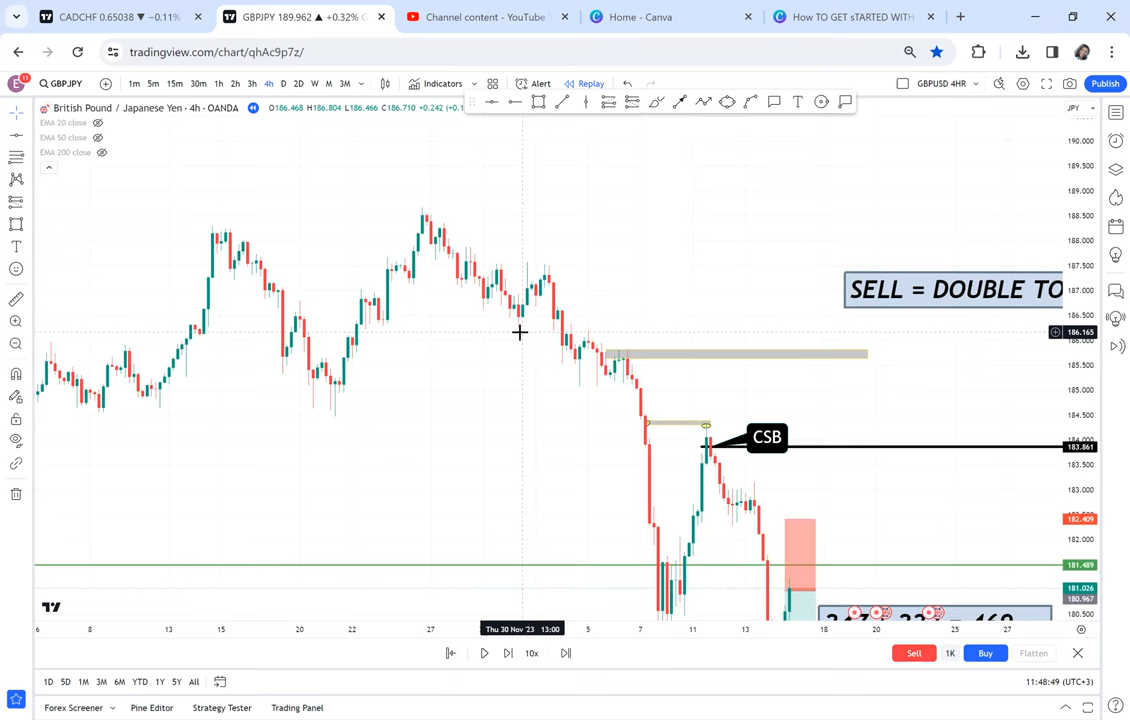 CADCHF 0.65038 ▼ −0.11%
GBPJPY 189.962 ▲ +0.32%
Channel content - YouTube
Home - Canva
How TO GET sTARTED WITH
tradingview.com/chart/qhAc9p7z/
E 11 GBPJPY 1m 5m 15m 30m 1h 2h 3h 4h D 2D W M 3M Indicators Alert Replay GBPUSD 4HR Publish
British Pound / Japanese Yen · 4h · OANDA O186.468 H186.804 L186.466 C186.710 +0.242 JPY
EMA 20 close
EMA 50 close
EMA 200 close
190.000
189.500
189.000
188.500
188.000
187.500
SELL = DOUBLE TO
187.000
186.500
186.165
186.000
185.500
185.000
184.500
184.000
CSB
183.861
183.500
183.000
182.409
182.000
181.489
181.026
180.967
180.500
6 8 13 15 20 22 27 Thu 30 Nov '23 13:00 5 7 11 13 18 20 25 27
10x Sell 1K Buy Flatten
1D 5D 1M 3M 6M YTD 1Y 5Y All 11:48:49 (UTC+3)
Forex Screener Pine Editor Strategy Tester Trading Panel